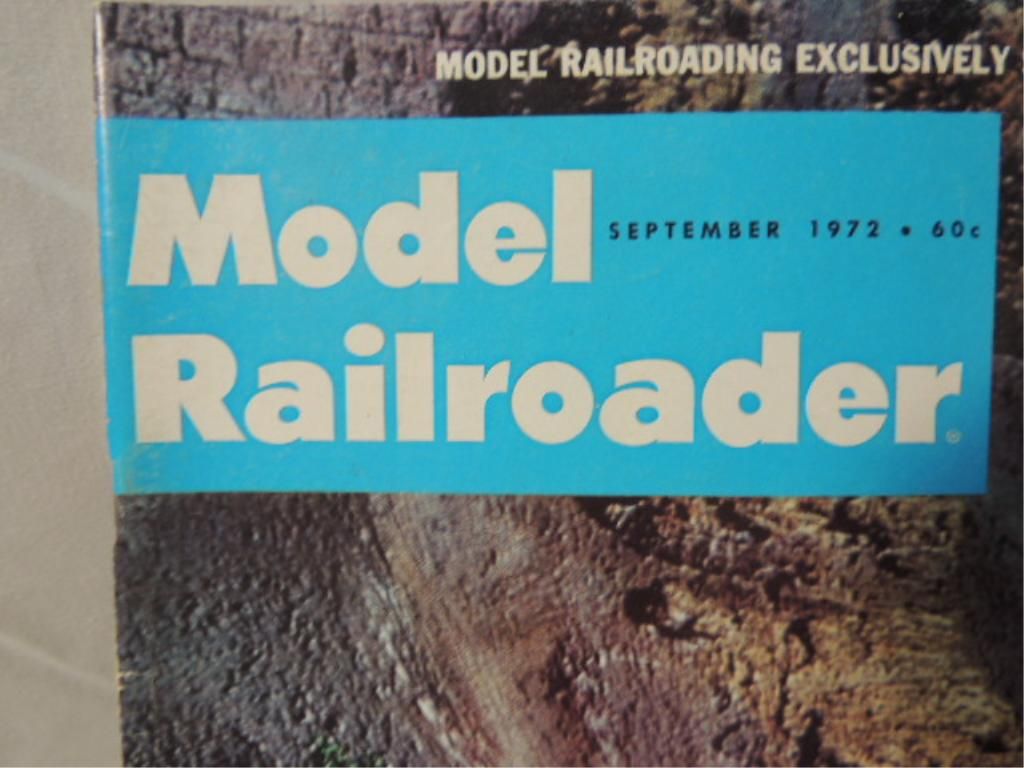 MODEL RAILROADING EXCLUSIVELY
Model
SEPTEMBER 1972 • 60c
Railroader®